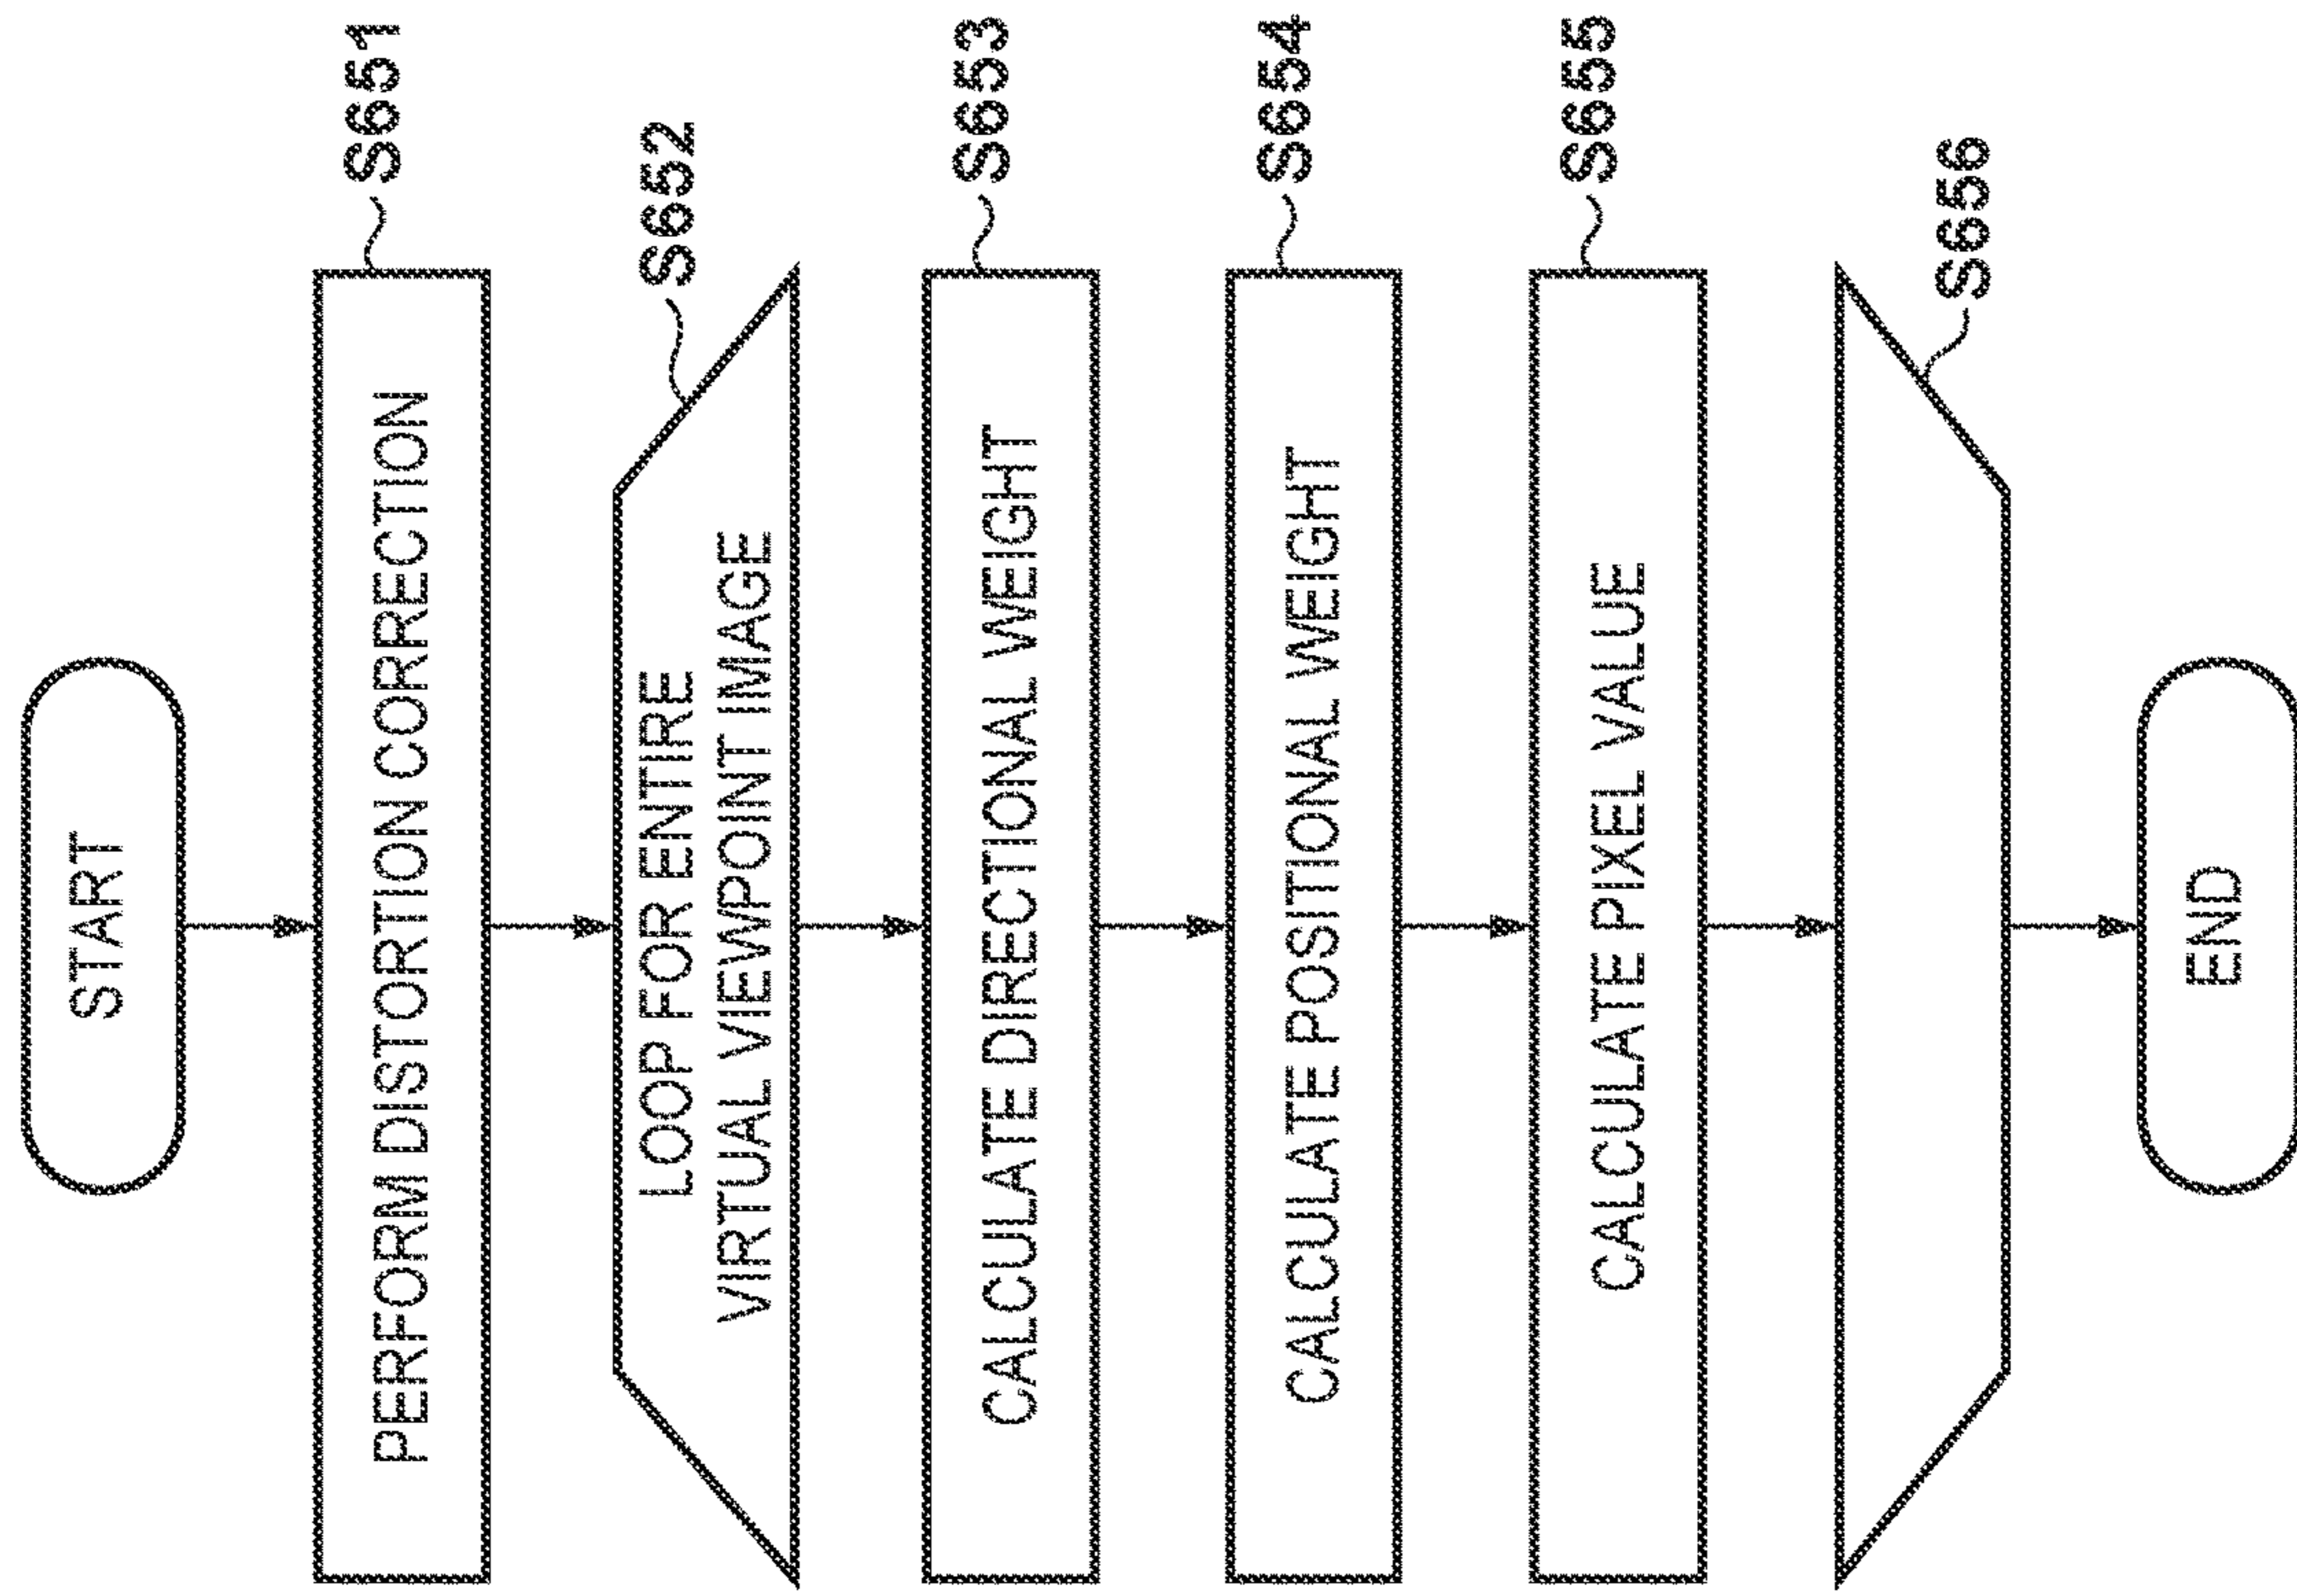 START
PERFORM DISTORTION CORRECTION
S651
LOOP FOR ENTIRE
VIRTUAL VIEWPOINT IMAGE
S652
CALCULATE DIRECTIONAL WEIGHT
S653
CALCULATE POSITIONAL WEIGHT
S654
CALCULATE PIXEL VALUE
S655
S656
END